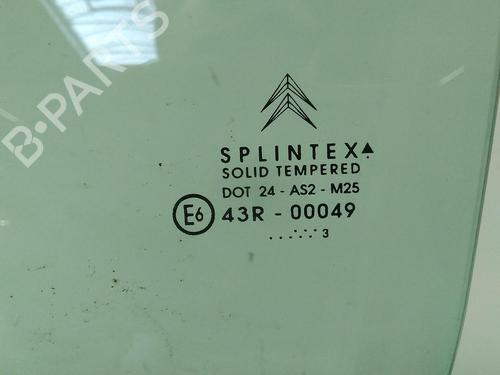 B-PARTS
SPLINTEX
SOLID TEMPERED
DOT 24 - AS2 - M25
E6 43R - 00049
.....:.:. 3